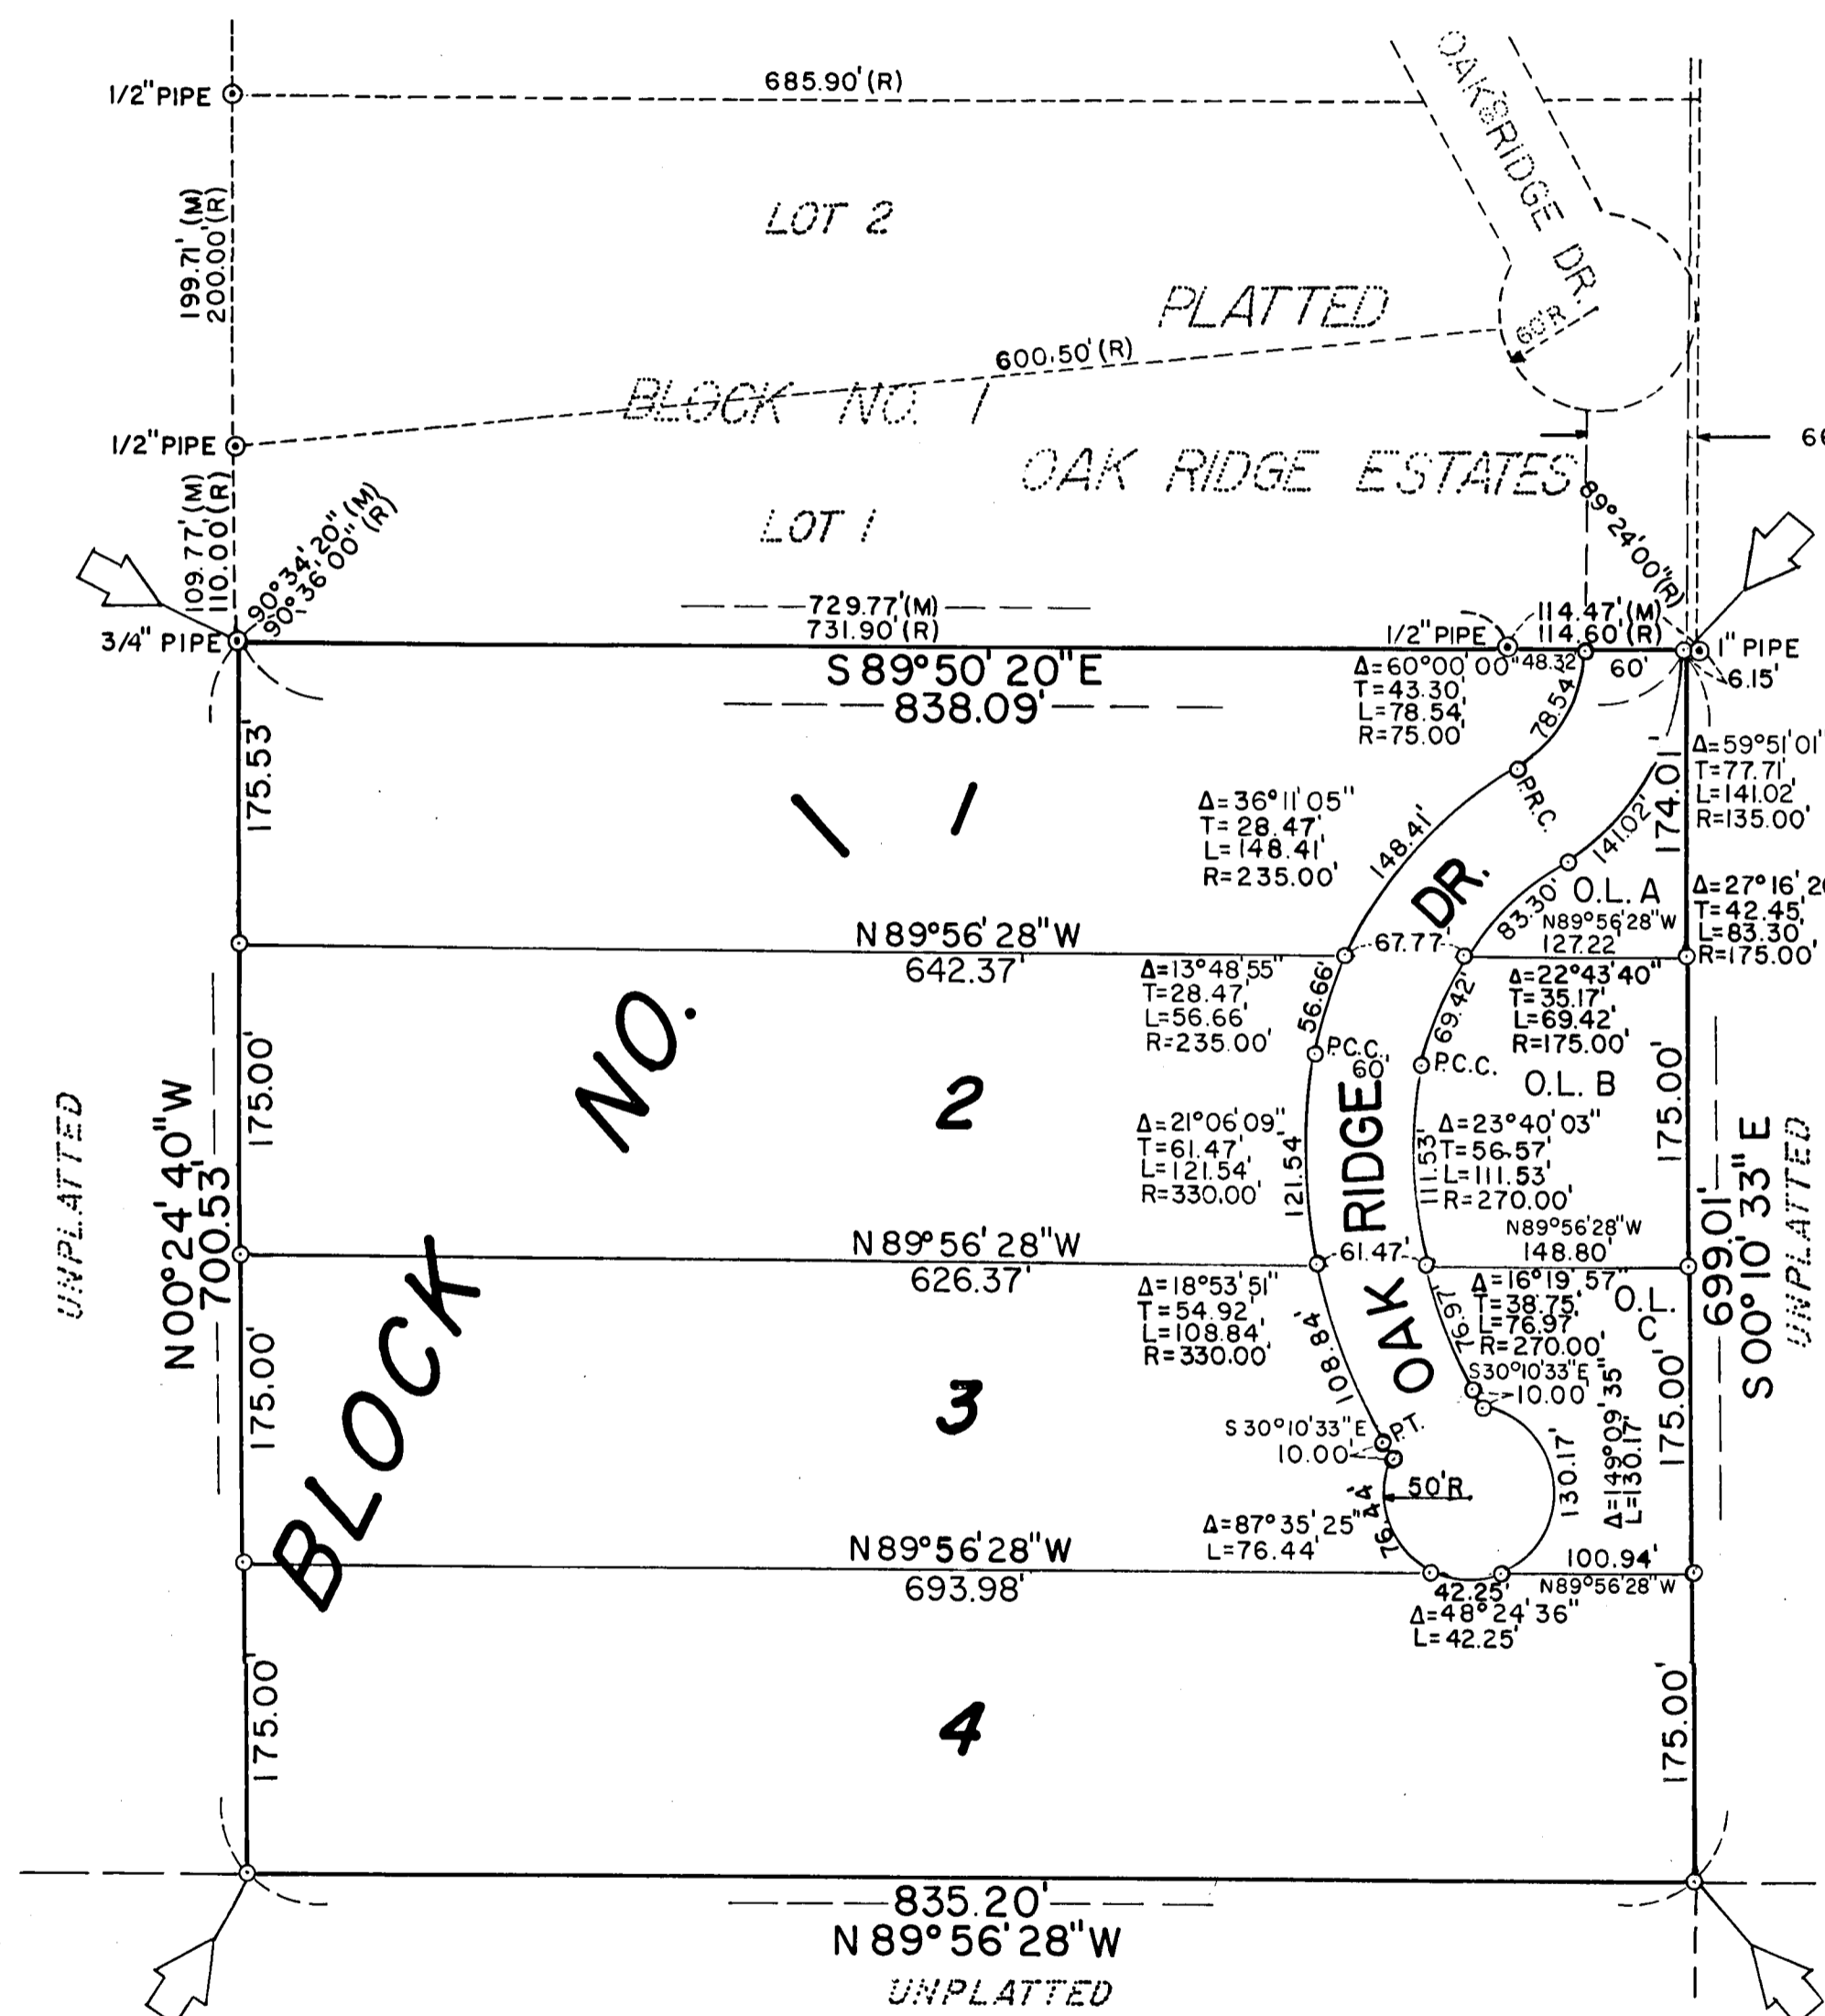 1/2" PIPE
685.90' (R)
OAK RIDGE DR.
199.71' (M)
200.00' (R)
LOT 2
PLATTED
60'R
600.50' (R)
BLOCK NO. 1
1/2" PIPE
OAK RIDGE ESTATES
109.77' (M)
110.00' (R)
90°34'20" (M)
90°36'00" (R)
LOT 1
89°24'00" (R)
729.77' (M)
731.90' (R)
3/4" PIPE
1/2" PIPE
114.47' (M)
114.60' (R)
1" PIPE
6.15'
S 89°50'20"E
838.09'
48.32'
60'
Δ=60°00'00"
T=43.30'
L=78.54'
R=75.00'
78.54'
175.53'
1
1
P.R.C.
Δ=36°11'05"
T=28.47'
L=148.41'
R=235.00'
148.41'
141.02'
174.01'
Δ=59°51'01"
T=77.71'
L=141.02'
R=135.00'
DR.
83.30'
O.L. A
N89°56'28"W
127.22'
T=42.45'
L=83.30'
R=175.00'
N 89°56'28"W
642.37'
67.77'
Δ=13°48'55"
T=28.47'
L=56.66'
R=235.00'
56.66'
69.42'
Δ=22°43'40"
T=35.17'
L=69.42'
R=175.00'
NO.
P.C.C.
60'
P.C.C.
O.L. B
175.00'
175.00'
2
UNPLATTED
N00°24'40"W
700.53'
Δ=21°06'09"
T=61.47'
L=121.54'
R=330.00'
121.54'
RIDGE
111.53'
Δ=23°40'03"
T=56.57'
L=111.53'
R=270.00'
N89°56'28"W
148.80'
699.01'
S 00°10'33" E
UNPLATTED
N 89°56'28"W
626.37'
61.47'
Δ=18°53'51"
T=54.92'
L=108.84'
R=330.00'
108.84'
OAK
76.97'
Δ=16°19'57"
T=38.75'
L=76.97'
R=270.00'
O.L.
C
BLOCK
175.00'
175.00'
3
S30°10'33"E
10.00'
S 30°10'33"E
10.00'
P.T.
50'R
130.17'
Δ=149°09'35"
L=130.17'
76.44'
Δ=87°35'25"
L=76.44'
N 89°56'28"W
693.98'
100.94'
N89°56'28"W
42.25'
Δ=48°24'36"
L=42.25'
175.00'
4
175.00'
835.20'
N 89°56'28"W
UNPLATTED